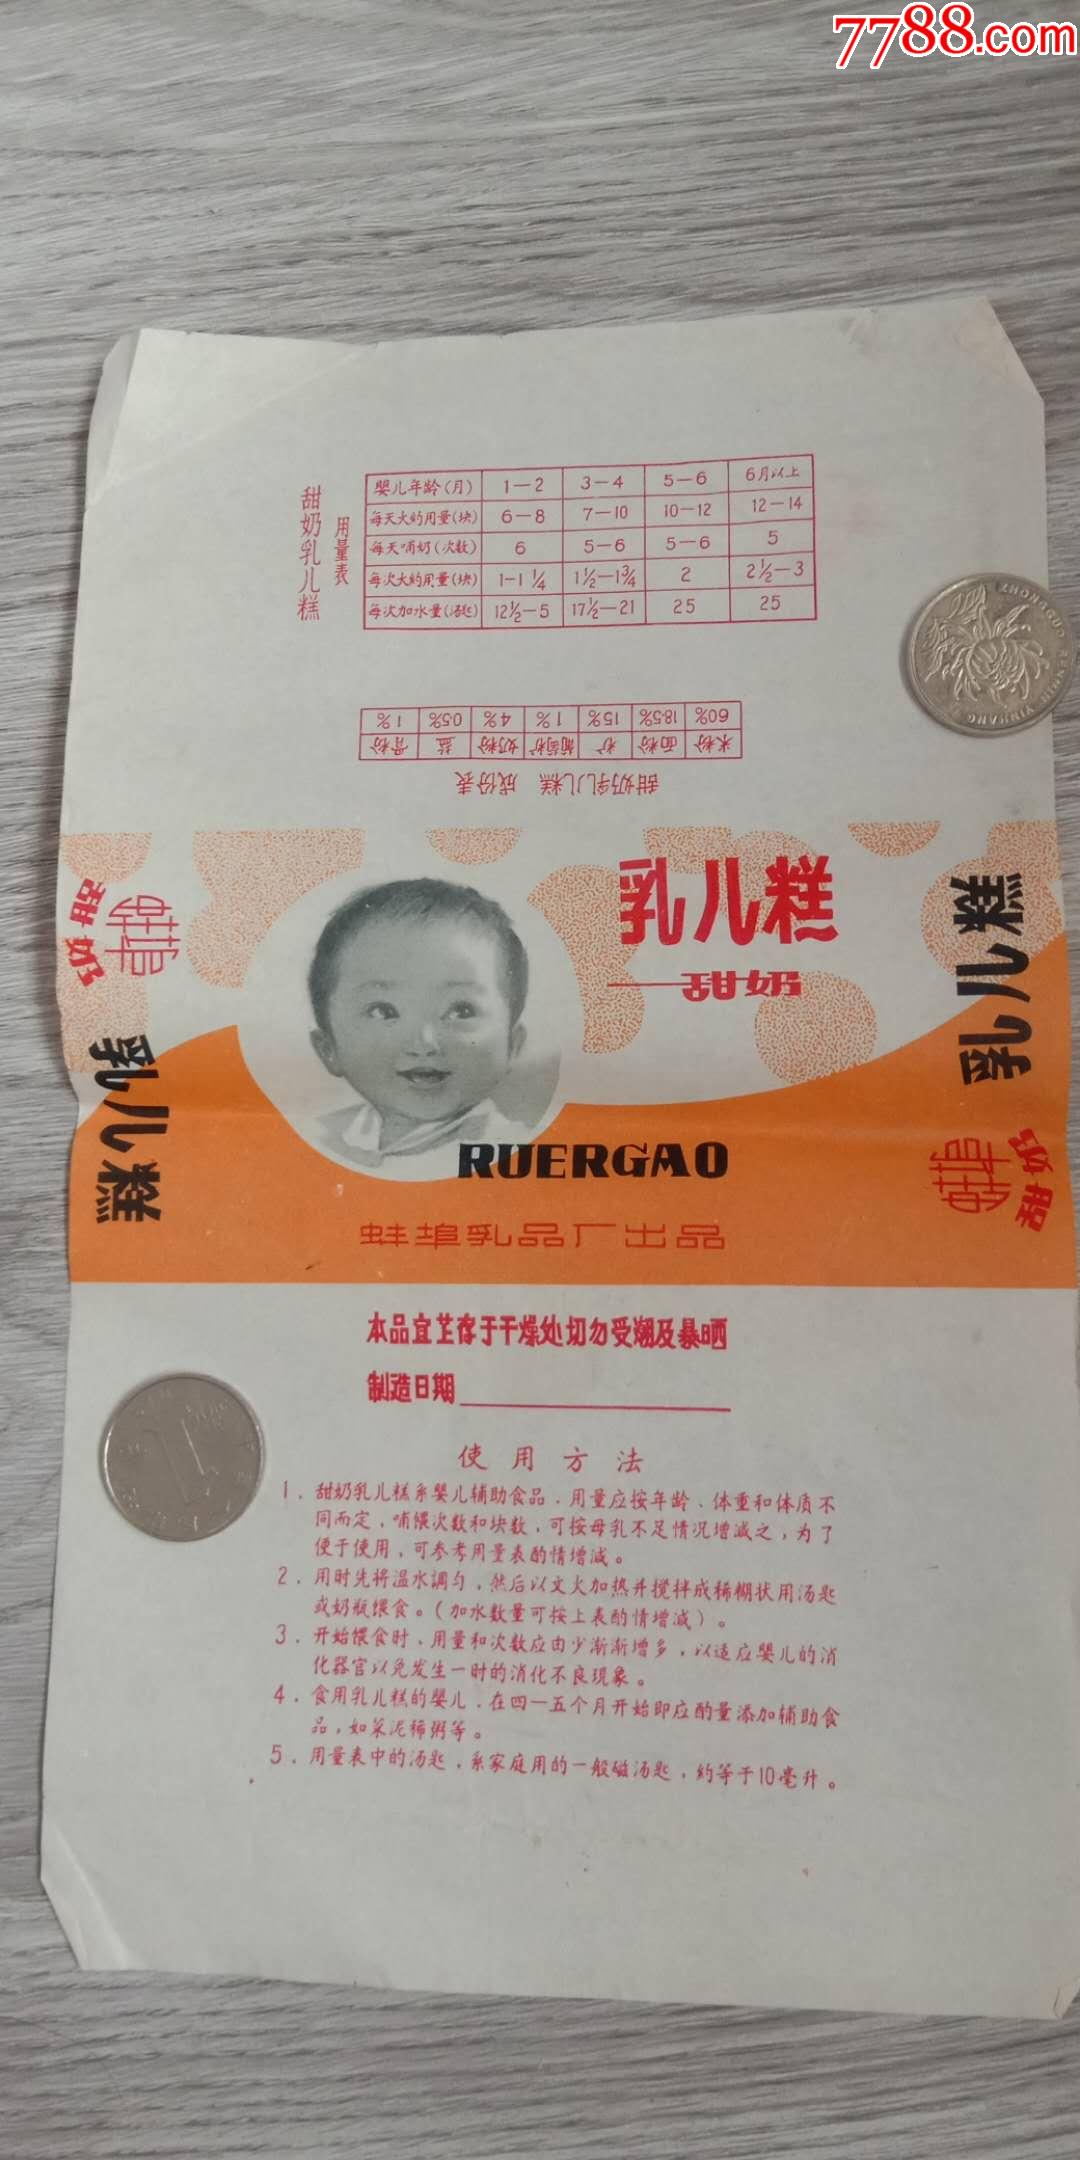 7788.com
甜奶乳儿糕
用量表
婴儿年龄(月) 1—2 3—4 5—6 6月以上
每天大约用量(块) 6—8 7—10 10—12 12—14
每天哺奶(次数) 6 5—6 5—6 5
每次大约用量(块) 1-1¼ 1½—1¾ 2 2½—3
每次加水量(汤匙) 12½—5 17½—21 25 25
甜奶乳儿糕 成份表
米粉 面粉 糖 葡萄糖 奶粉 盐 骨粉
60% 18.5% 15% 1% 4% 0.5% 1%
甜奶
蚌埠
乳儿糕
乳儿糕
——甜奶
RUERGAO
蚌埠乳品厂出品
乳儿糕
蚌埠
甜奶
本品宜芷存于干燥处切勿受潮及暴晒
制造日期
使用方法
1. 甜奶乳儿糕系婴儿辅助食品．用量应按年龄、体重和体质不
同而定，哺喂次数和块数，可按母乳不足情况增减之，为了
便于使用，可参考用量表酌情增减。
2. 用时先将温水调匀，然后以文火加热并搅拌成稀糊状用汤匙
或奶瓶喂食。(加水数量可按上表酌情增减)。
3. 开始喂食时、用量和次数应由少渐渐增多，以适应婴儿的消
化器官以免发生一时的消化不良现象。
4. 食用乳儿糕的婴儿．在四一五个月开始即应酌量添加辅助食
品，如菜泥稀粥等。
5. 用量表中的汤匙，系家庭用的一般磁汤匙．约等于10毫升。
ZHONGGUO RENMIN YINHANG
1